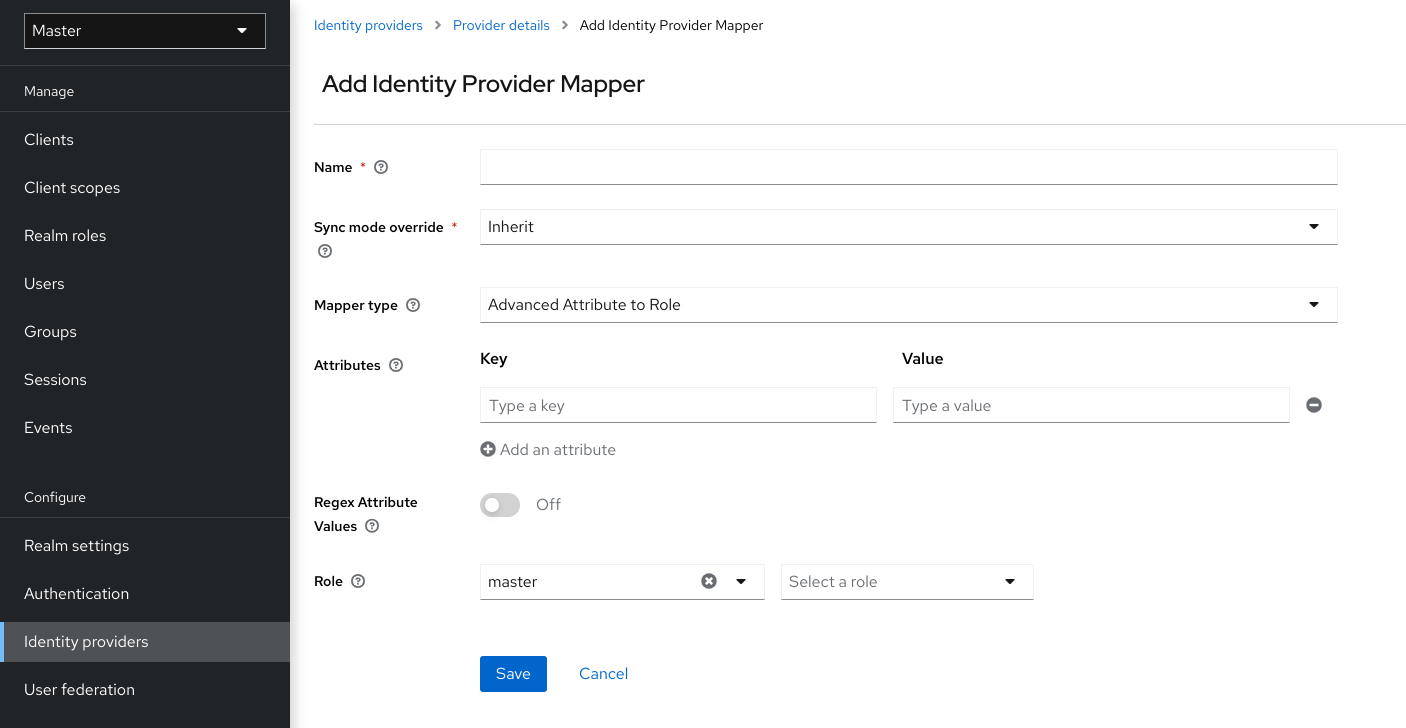 Master
Manage
Clients
Client scopes
Realm roles
Users
Groups
Sessions
Events
Configure
Realm settings
Authentication
Identity providers
User federation
Identity providers > Provider details > Add Identity Provider Mapper
Add Identity Provider Mapper
Name *
Sync mode override *
Inherit
Mapper type
Advanced Attribute to Role
Attributes
Key Value
Type a key Type a value
Add an attribute
Regex Attribute
Values
Off
Role
master Select a role
Save Cancel